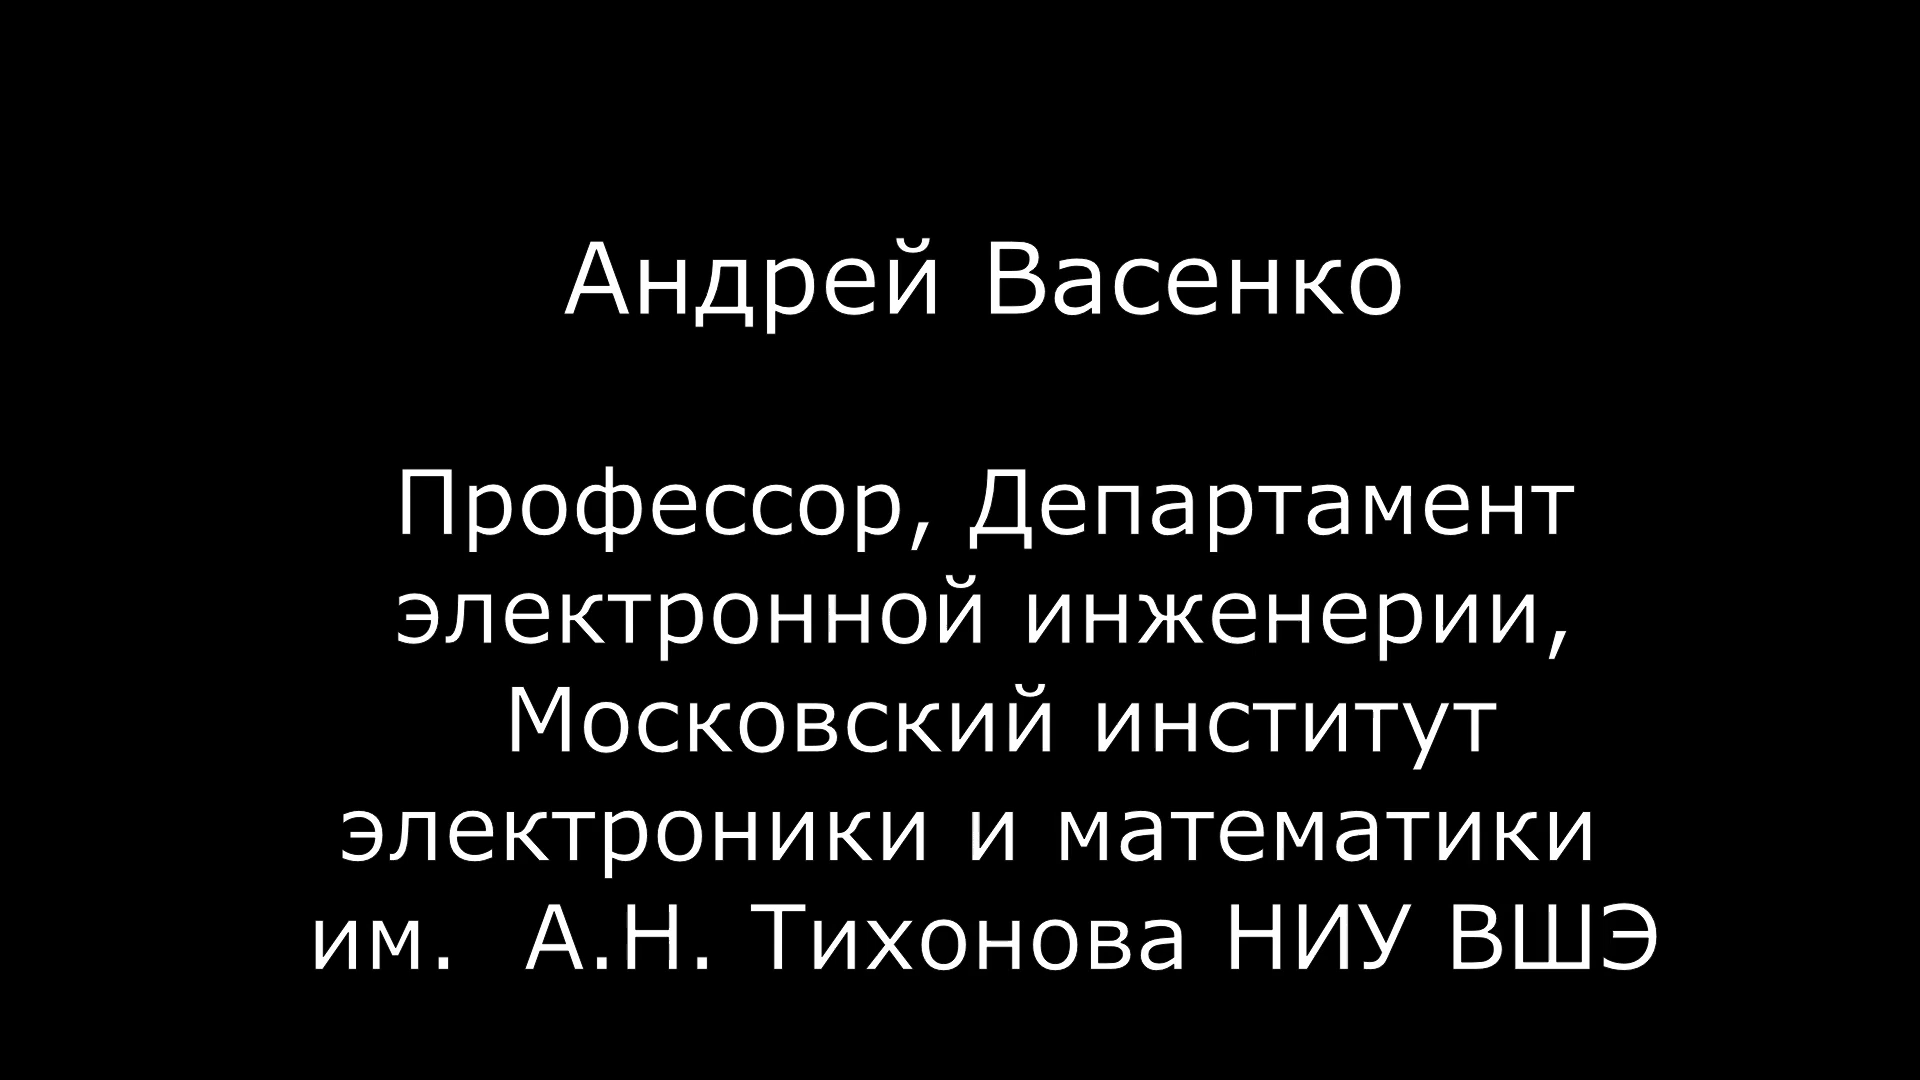 Андрей Васенко
Профессор, Департамент
электронной инженерии,
Московский институт
электроники и математики
им. А.Н. Тихонова НИУ ВШЭ